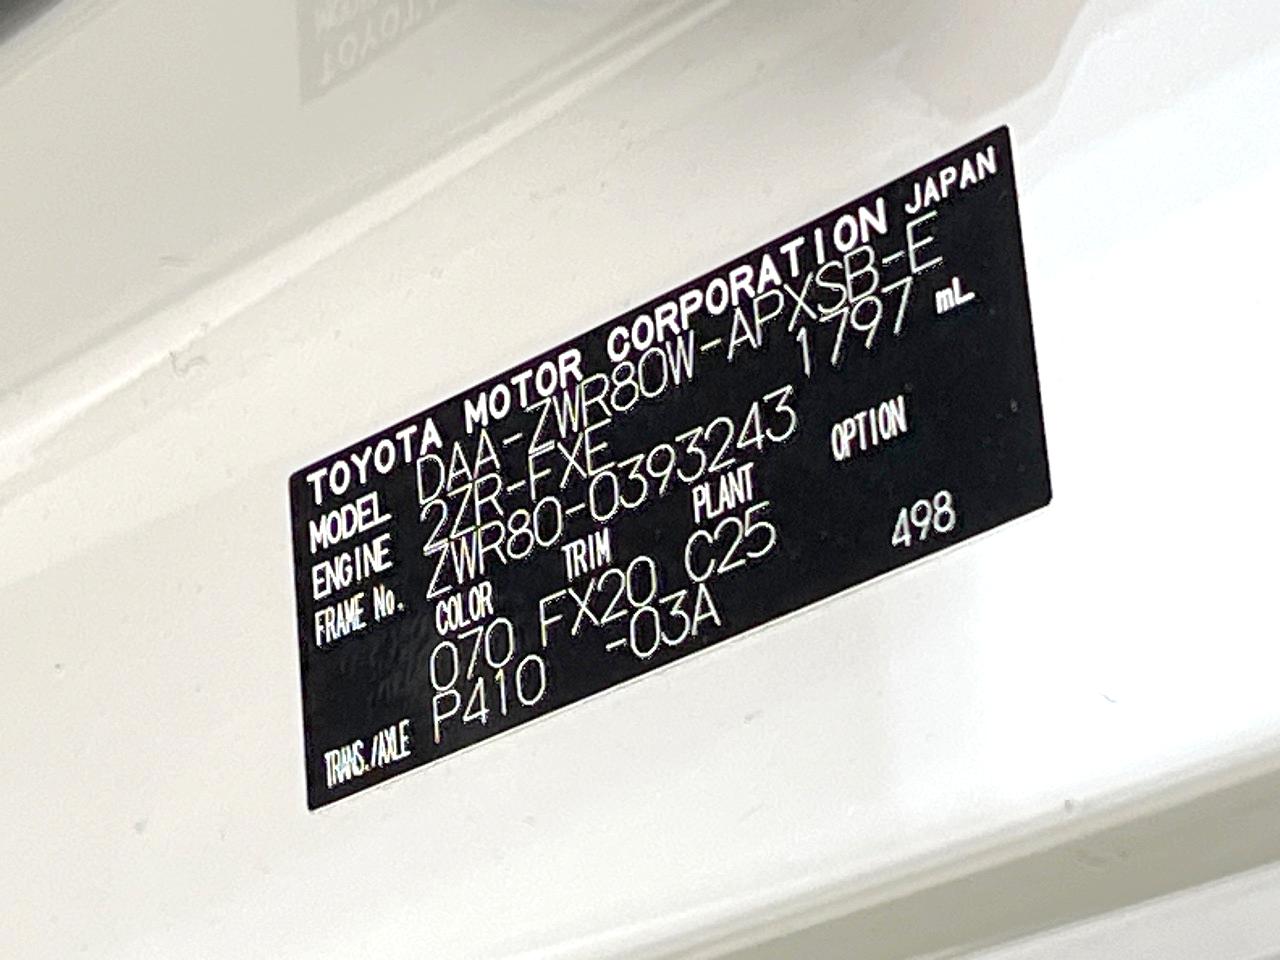 TOYOTA MOTOR CORPORATION JAPAN
MODEL DAA-ZWR80W-APXSB-E
ENGINE 2ZR-FXE 1797 mL
FRAME No. ZWR80-0393243
COLOR TRIM PLANT OPTION
070 FX20 C25 498
TRANS./AXLE P410 -03A